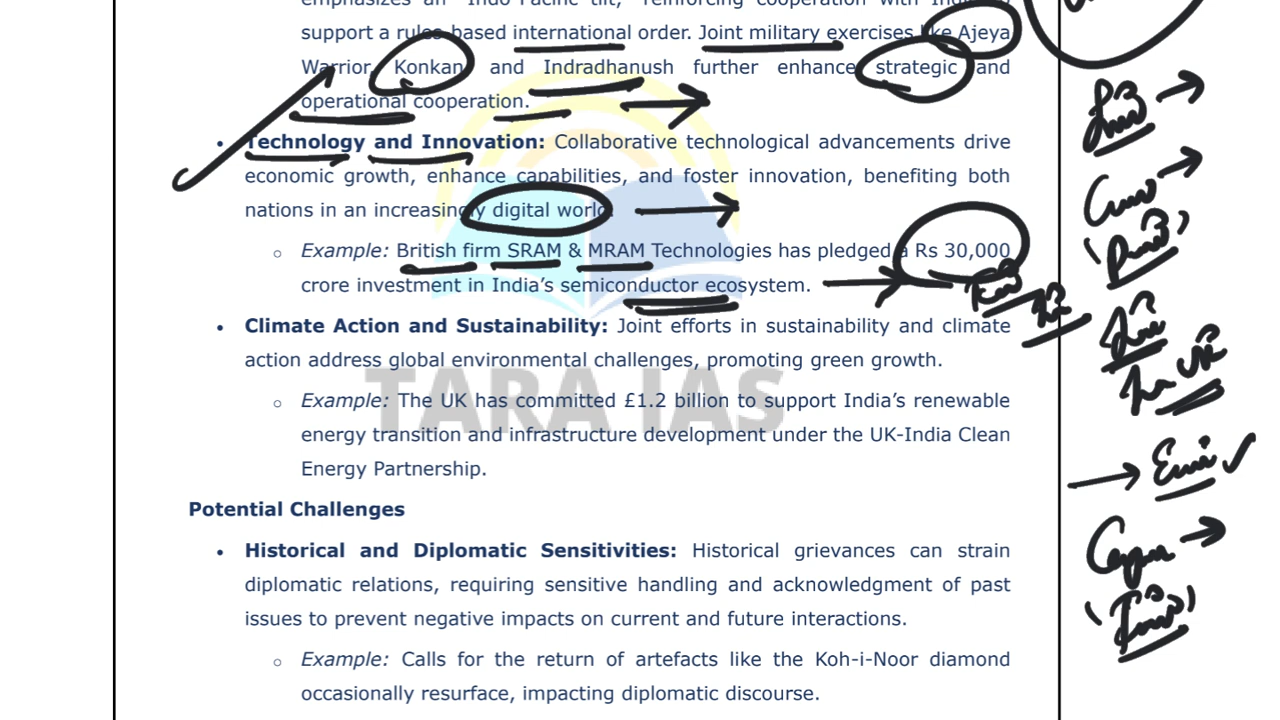 emphasizes an "Indo-Pacific tilt," reinforcing cooperation with India to
support a rules-based international order. Joint military exercises like Ajeya
Warrior, Konkan, and Indradhanush further enhance strategic and
operational cooperation.
• Technology and Innovation: Collaborative technological advancements drive
economic growth, enhance capabilities, and foster innovation, benefiting both
nations in an increasingly digital world.
o Example: British firm SRAM & MRAM Technologies has pledged a Rs 30,000
crore investment in India's semiconductor ecosystem.
• Climate Action and Sustainability: Joint efforts in sustainability and climate
action address global environmental challenges, promoting green growth.
TARA IAS
o Example: The UK has committed £1.2 billion to support India's renewable
energy transition and infrastructure development under the UK-India Clean
Energy Partnership.
Potential Challenges
• Historical and Diplomatic Sensitivities: Historical grievances can strain
diplomatic relations, requiring sensitive handling and acknowledgment of past
issues to prevent negative impacts on current and future interactions.
o Example: Calls for the return of artefacts like the Koh-i-Noor diamond
occasionally resurface, impacting diplomatic discourse.